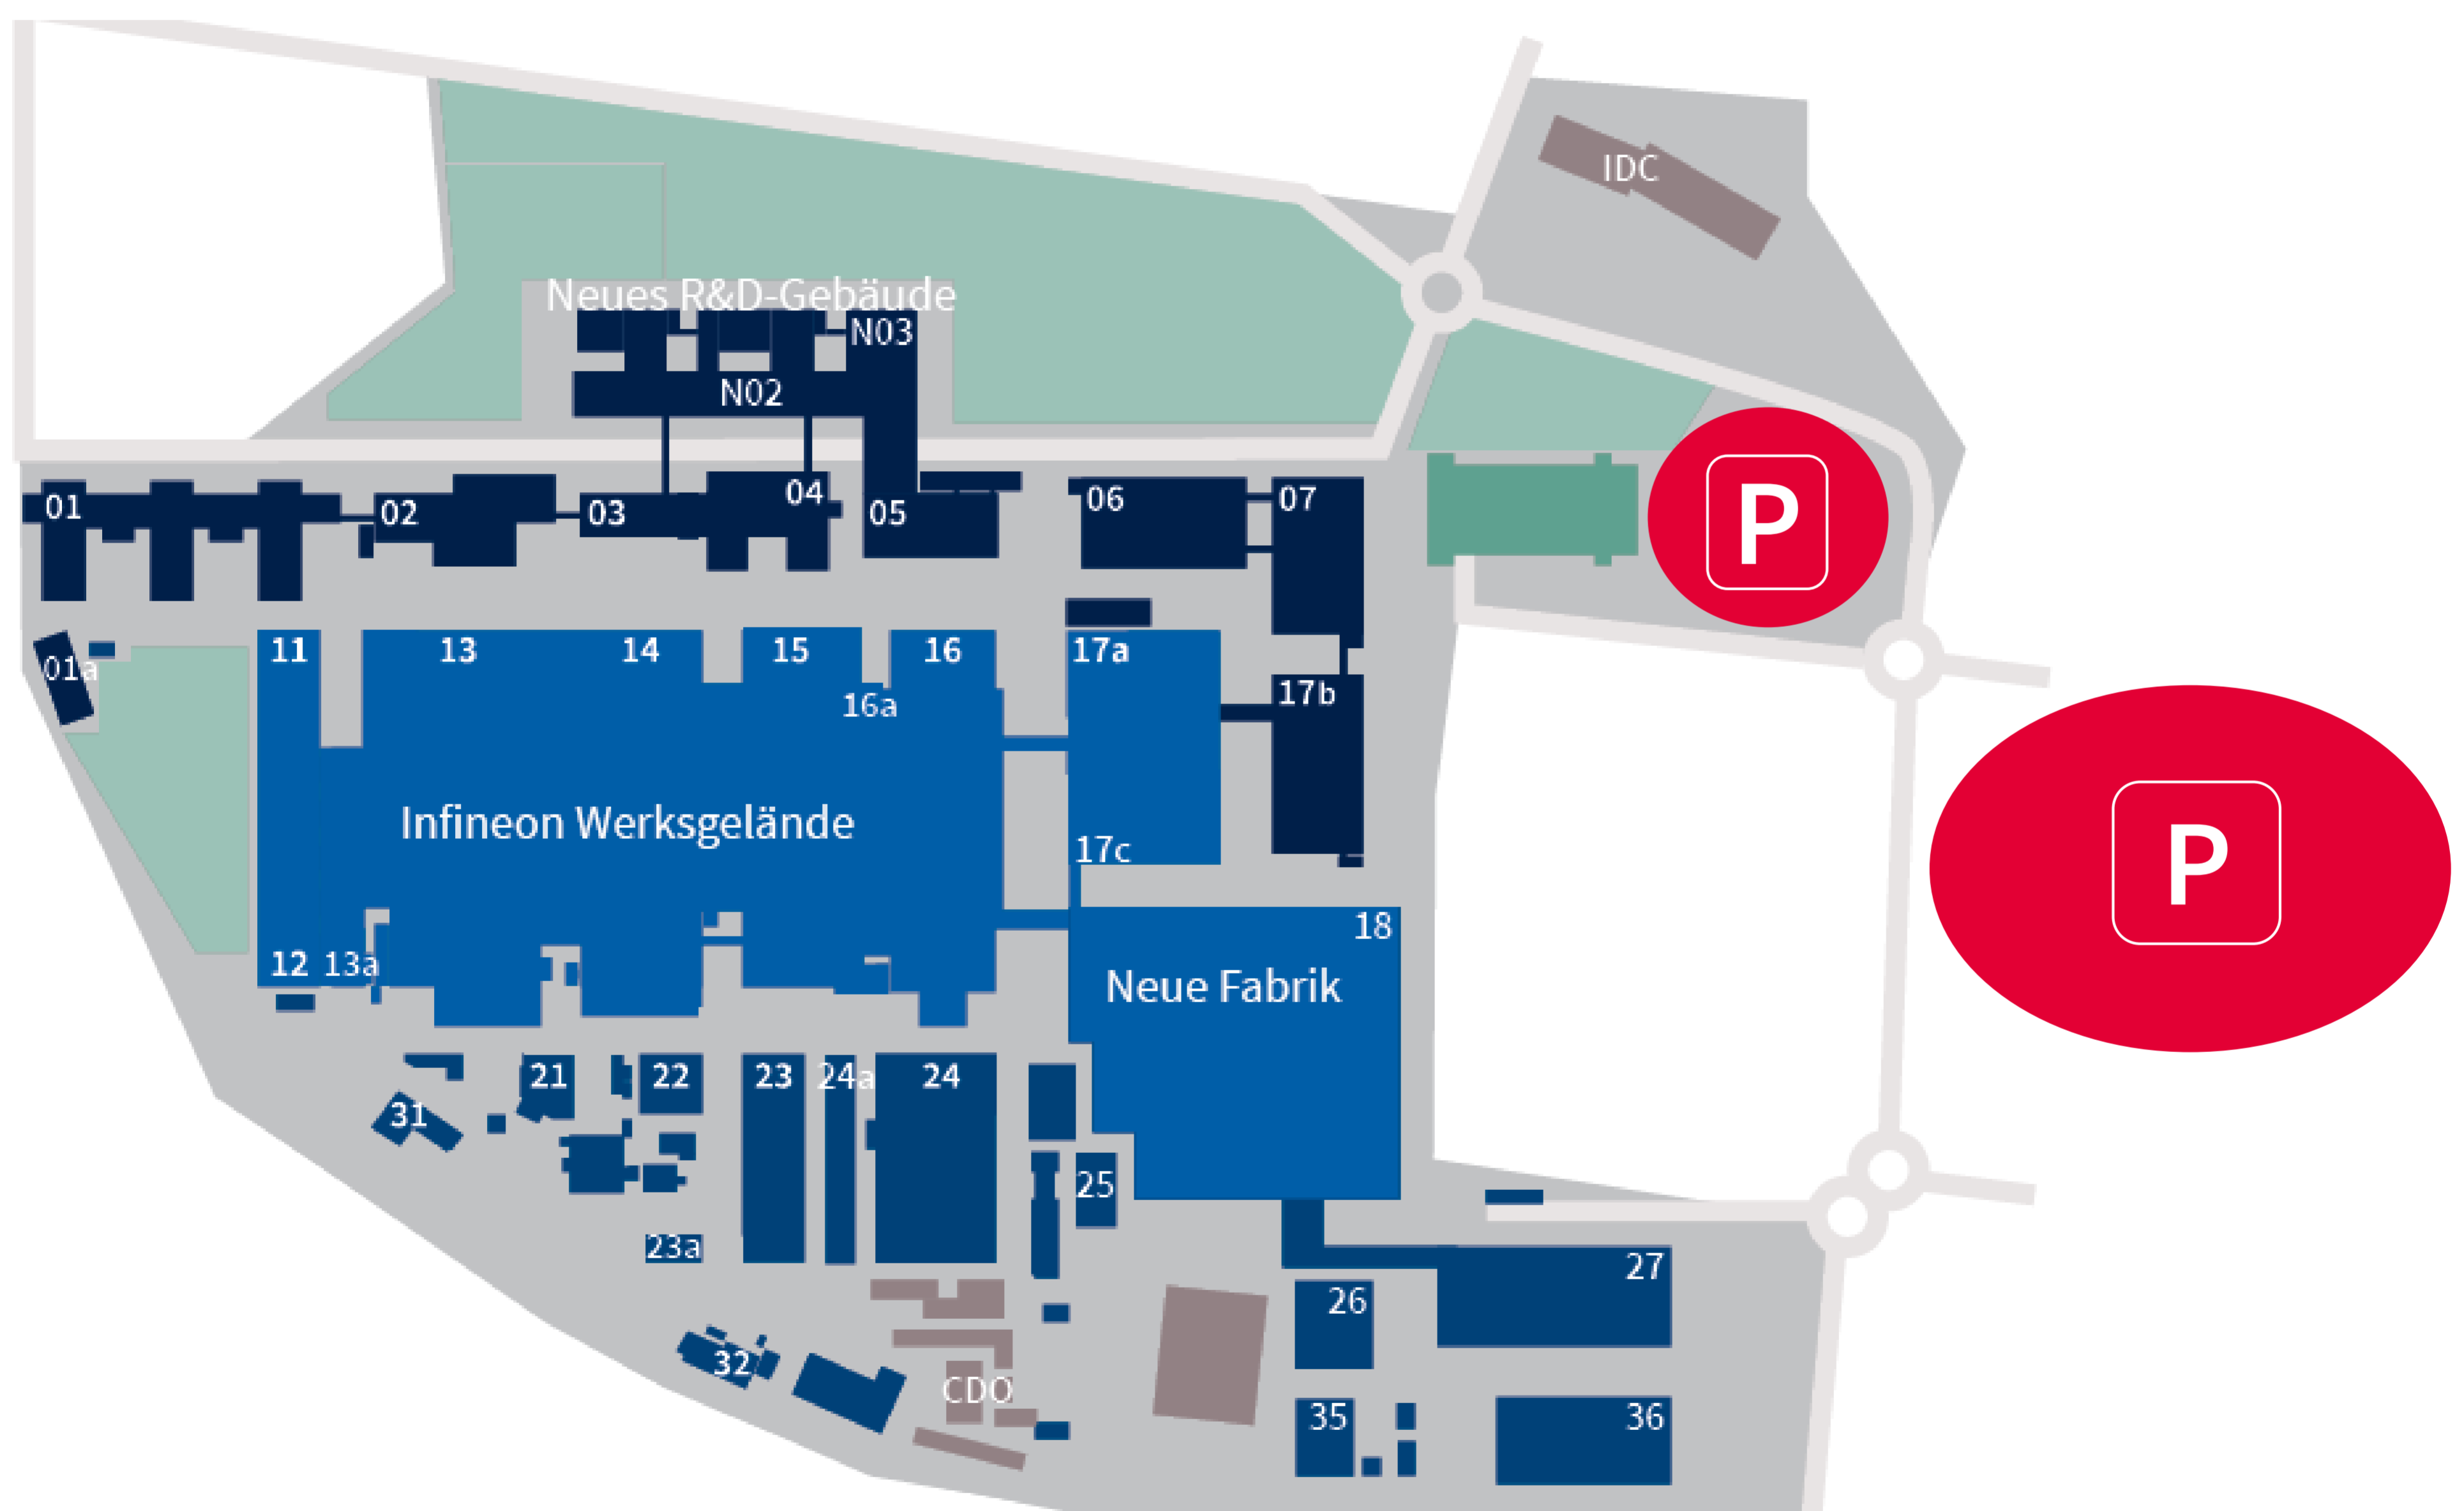 IDC
Neues R&D-Gebäude
N03
N02
01
02
03
04
05
06
07
P
01a
11
13
14
15
16
16a
17a
17b
Infineon Werksgelände
17c
P
18
Neue Fabrik
12
13a
21
22
23
24a
24
31
25
23a
27
26
32
CDO
35
36